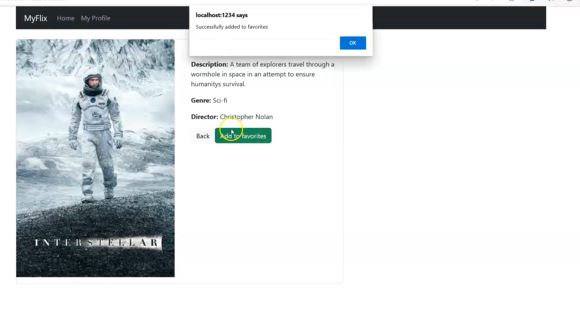 localhost:1234 says
Successfully added to favorites
OK
MyFlix Home My Profile
Description: A team of explorers travel through a
wormhole in space in an attempt to ensure
humanitys survival.
Genre: Sci-fi
Director: Christopher Nolan
Back Add to favorites
INTERSTELLAR